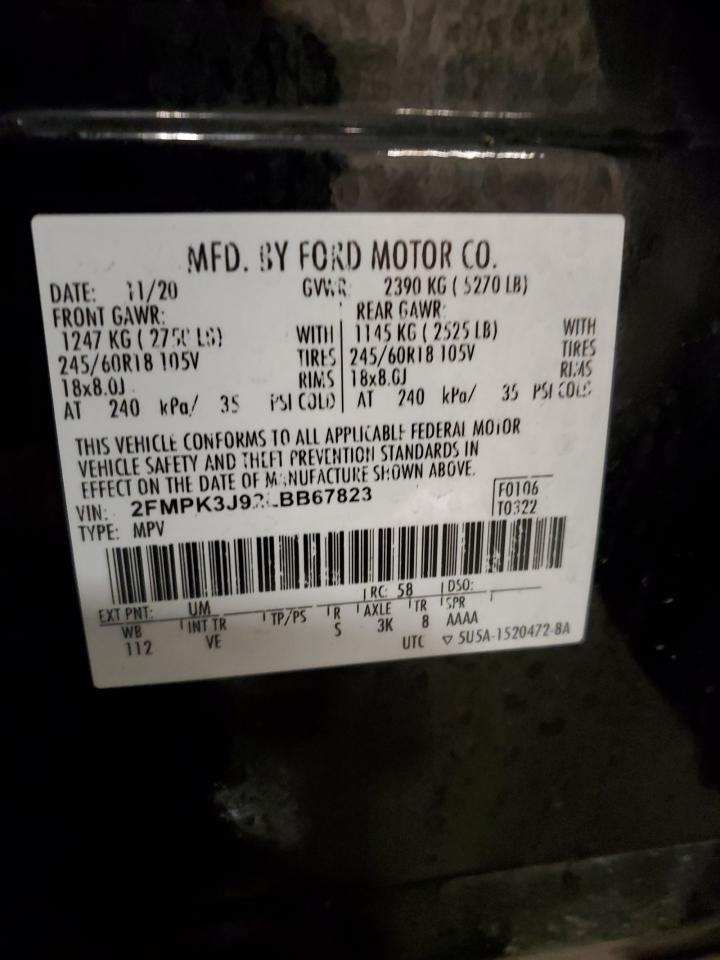 MFD. BY FORD MOTOR CO.
DATE: 11/20 GVWR: 2390 KG ( 5270 LB)
FRONT GAWR: REAR GAWR:
1247 KG ( 2750 LB) WITH 1145 KG ( 2525 LB) WITH
245/60R18 105V TIRES 245/60R18 105V TIRES
18x8.0J RIMS 18x8.0J RIMS
AT 240 kPa/ 35 PSI COLD AT 240 kPa/ 35 PSI COLD
THIS VEHICLE CONFORMS TO ALL APPLICABLE FEDERAL MOTOR
VEHICLE SAFETY AND THEFT PREVENTION STANDARDS IN
EFFECT ON THE DATE OF MANUFACTURE SHOWN ABOVE.
VIN: F0106
TYPE: MPV T0322
EXT PNT: UM RC: 58 DSO:
WB INT TR TP/PS R AXLE TR SPR
112 VE S 3K 8 AAAA
UTC ▽ 5U5A-1520472-BA